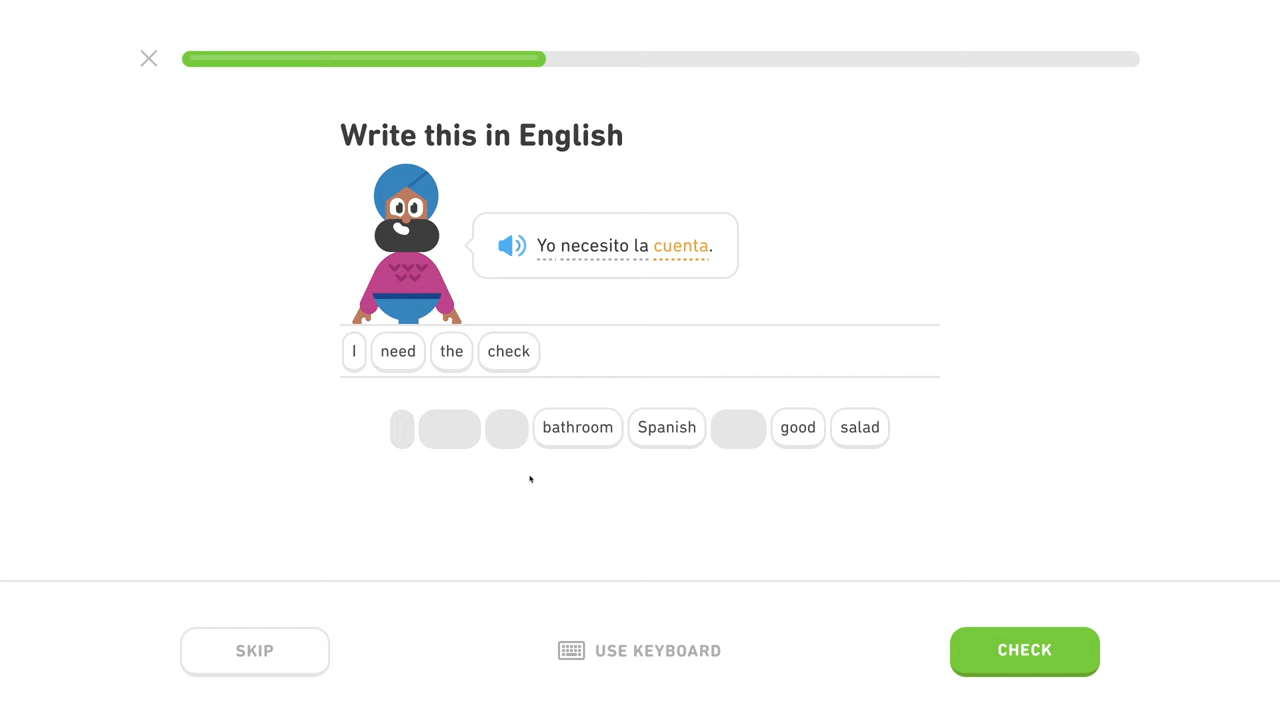 Write this in English
Yo necesito la cuenta.
I need the check
bathroom Spanish good salad
SKIP USE KEYBOARD CHECK